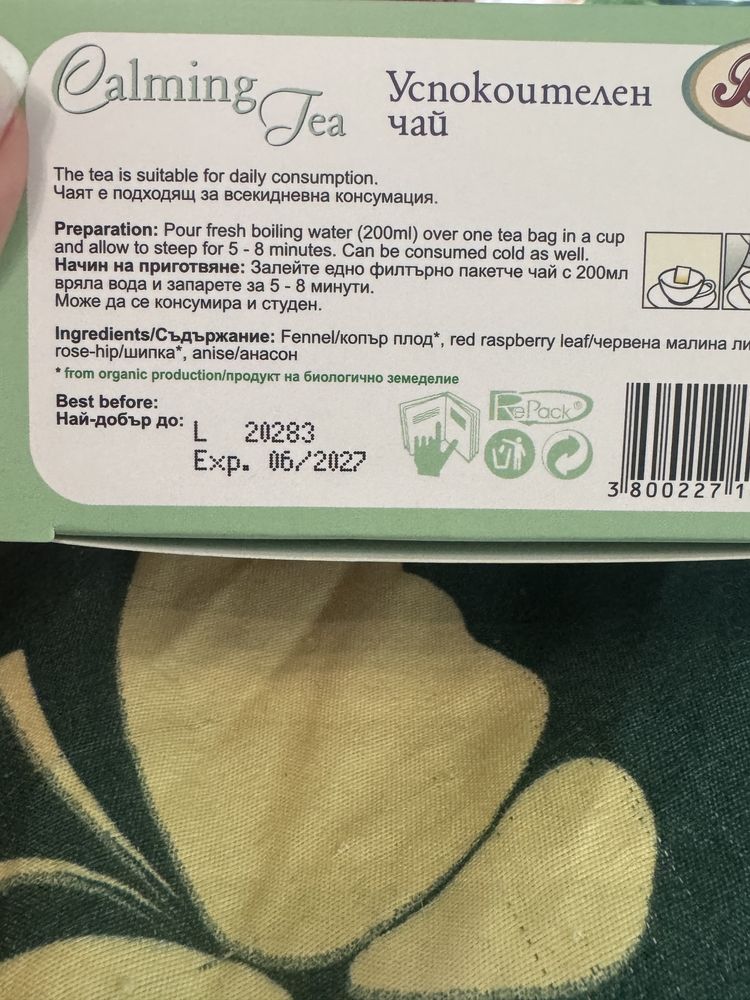 Calming Tea
Успокоителен
чай
The tea is suitable for daily consumption.
Чаят е подходящ за всекидневна консумация.
Preparation: Pour fresh boiling water (200ml) over one tea bag in a cup
and allow to steep for 5 - 8 minutes. Can be consumed cold as well.
Начин на приготвяне: Залейте едно филтърно пакетче чай с 200мл
вряла вода и запарете за 5 - 8 минути.
Може да се консумира и студен.
Ingredients/Съдържание: Fennel/копър плод*, red raspberry leaf/червена малина
rose-hip/шипка*, anise/анасон
* from organic production/продукт на биологично земеделие
Best before:
Най-добър до:
L 20283
Exp. 06/2027
RePack®
3 800227 1